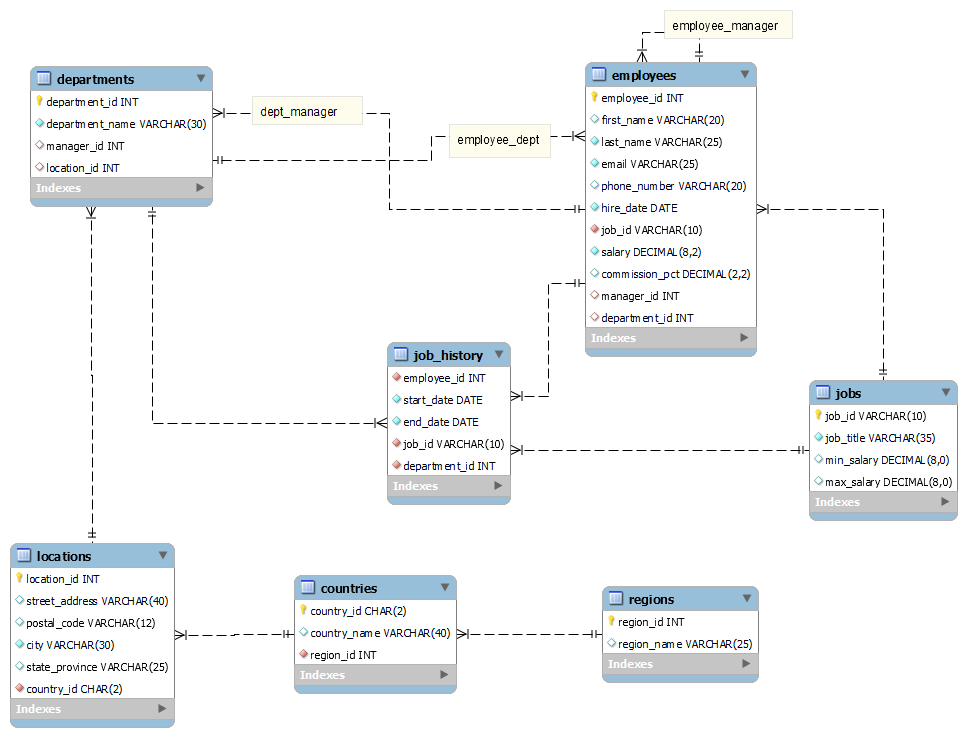 employee_manager
departments
department_id INT
department_name VARCHAR(30)
manager_id INT
location_id INT
Indexes
dept_manager
employee_dept
employees
employee_id INT
first_name VARCHAR(20)
last_name VARCHAR(25)
email VARCHAR(25)
phone_number VARCHAR(20)
hire_date DATE
job_id VARCHAR(10)
salary DECIMAL(8,2)
commission_pct DECIMAL(2,2)
manager_id INT
department_id INT
Indexes
job_history
employee_id INT
start_date DATE
end_date DATE
job_id VARCHAR(10)
department_id INT
Indexes
jobs
job_id VARCHAR(10)
job_title VARCHAR(35)
min_salary DECIMAL(8,0)
max_salary DECIMAL(8,0)
Indexes
locations
location_id INT
street_address VARCHAR(40)
postal_code VARCHAR(12)
city VARCHAR(30)
state_province VARCHAR(25)
country_id CHAR(2)
Indexes
countries
country_id CHAR(2)
country_name VARCHAR(40)
region_id INT
Indexes
regions
region_id INT
region_name VARCHAR(25)
Indexes